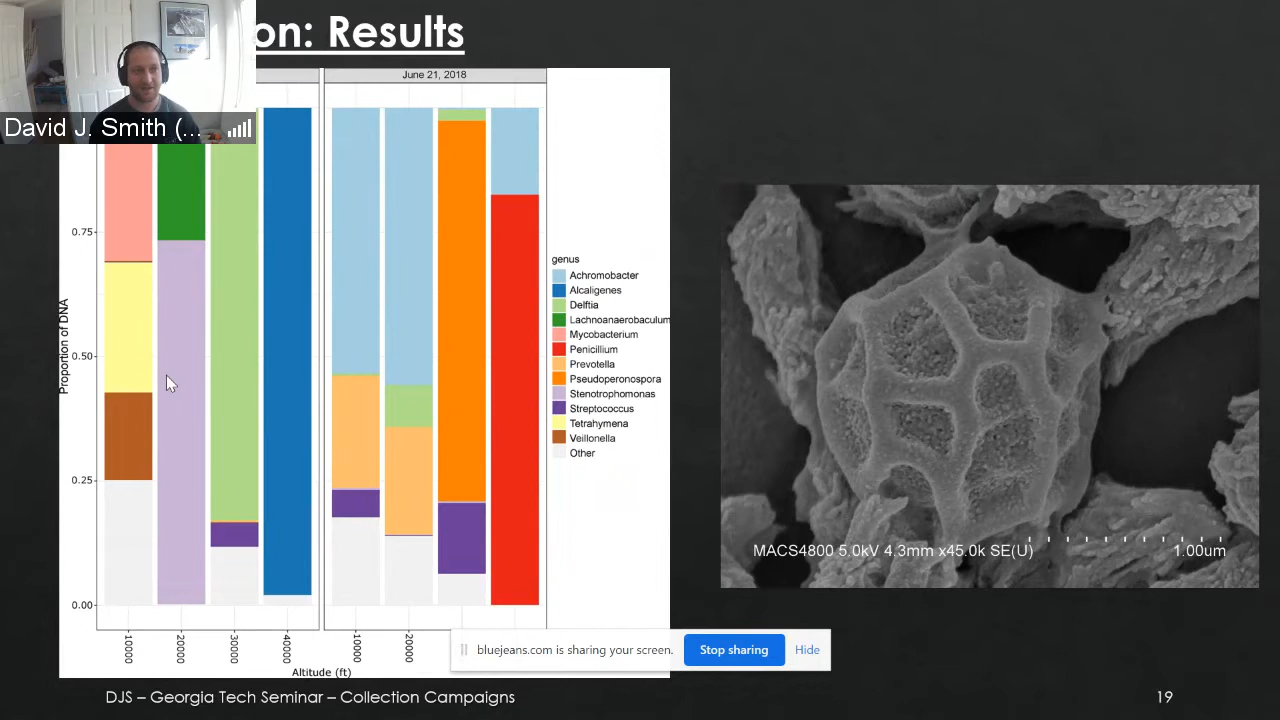 on: Results
David J. Smith (...
June 21, 2018
0.75
0.50
0.25
0.00
Proportion of DNA
10000
20000
30000
40000
10000
20000
Altitude (ft)
genus
Achromobacter
Alcaligenes
Delftia
Lachnoanaerobaculum
Mycobacterium
Penicillium
Prevotella
Pseudoperonospora
Stenotrophomonas
Streptococcus
Tetrahymena
Veillonella
Other
MACS4800 5.0kV 4.3mm x45.0k SE(U)
1.00um
bluejeans.com is sharing your screen.
Stop sharing
Hide
DJS – Georgia Tech Seminar – Collection Campaigns
19